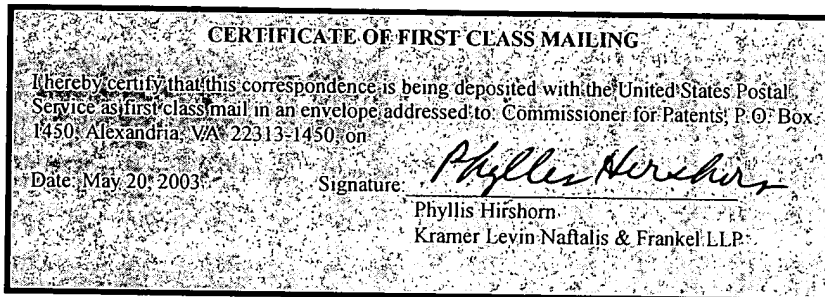 CERTIFICATE OF FIRST CLASS MAILING
I hereby certify that this correspondence is being deposited with the United States Postal
Service as first class mail in an envelope addressed to: Commissioner for Patents, P.O. Box
1450, Alexandria, VA 22313-1450, on
Date: May 20, 2003 Signature: Phyllis Hirshorn
Phyllis Hirshorn
Kramer Levin Naftalis & Frankel LLP